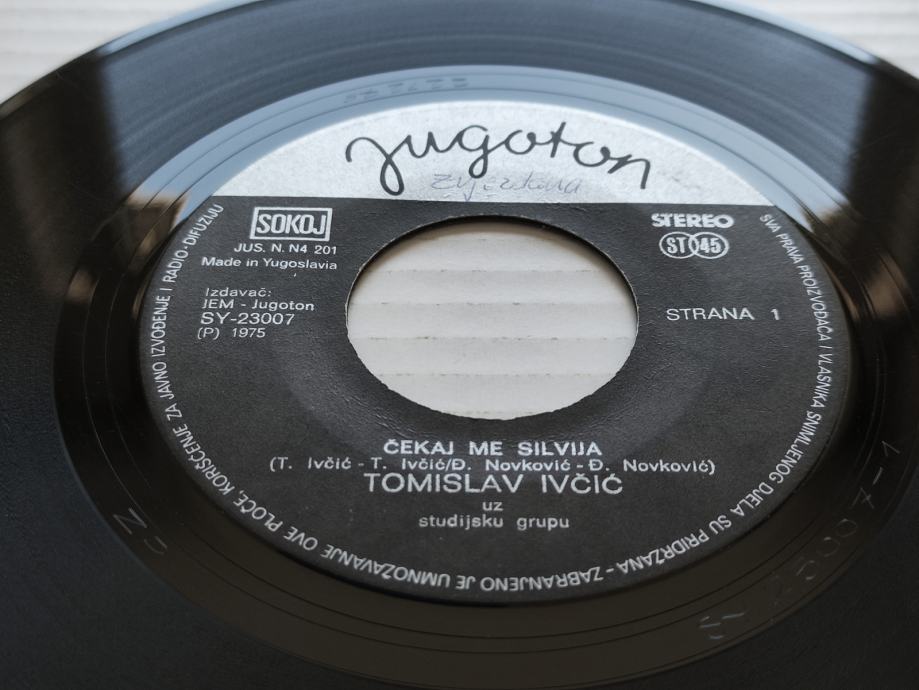 jugoton
SOKOJ
JUS. N. N4 201
Made in Yugoslavia
Izdavač:
JEM - Jugoton
SY-23007
(P) 1975
STEREO
ST 45
STRANA 1
ČEKAJ ME SILVIJA
(T. Ivčić - T. Ivčić/Đ. Novković - Đ. Novković)
TOMISLAV IVČIĆ
uz
studijsku grupu
SVA PRAVA PROIZVOĐAČA I VLASNIKA SNIMLJENOG DJELA SU PRIDRŽANA - ZABRANJENO JE UMNOŽAVANJE OVE PLOČE, KORIŠĆENJE ZA JAVNO IZVOĐENJE I RADIO-DIFUZIJU